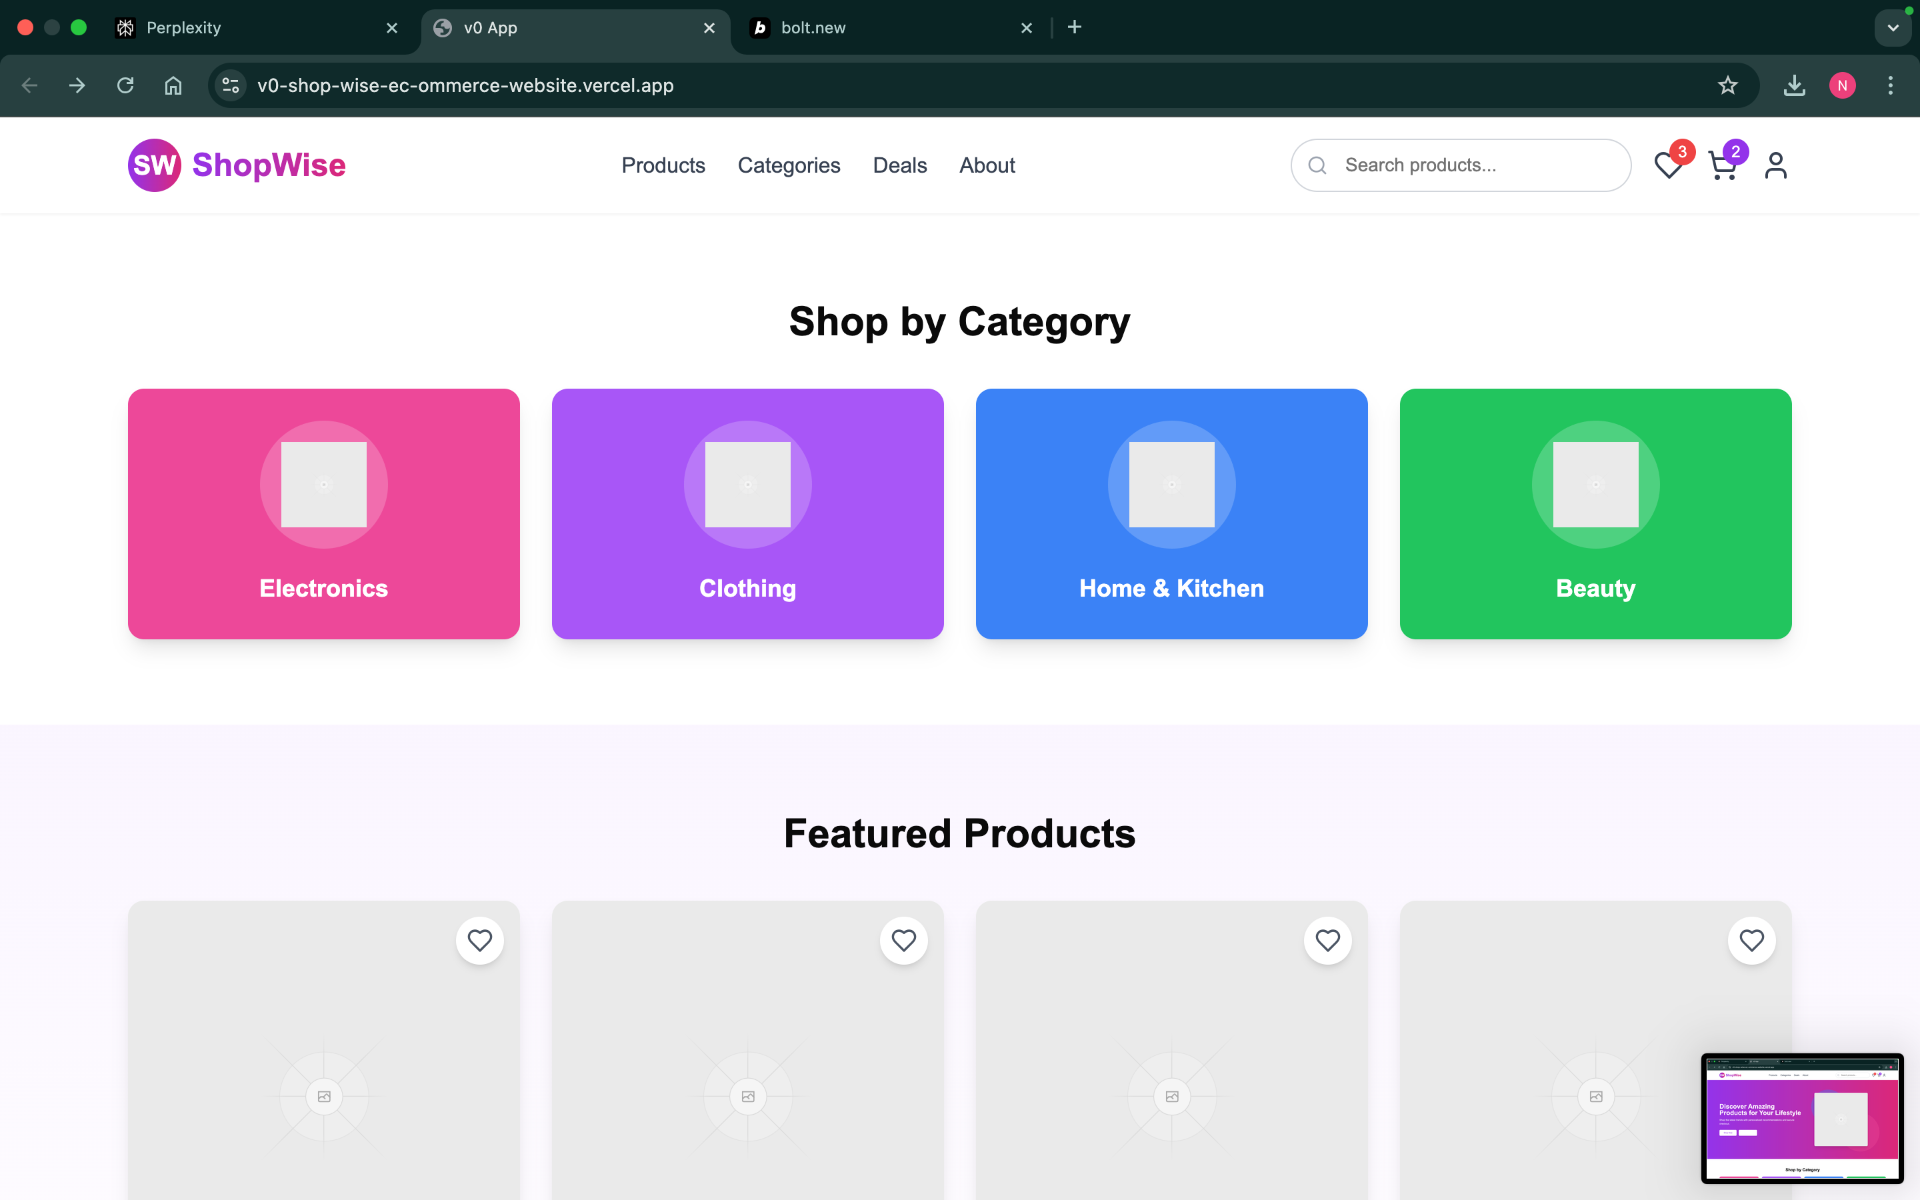 Perplexity
v0 App
bolt.new
v0-shop-wise-ec-ommerce-website.vercel.app
N
SW ShopWise
Products
Categories
Deals
About
Search products...
3
2
Shop by Category
Electronics
Clothing
Home & Kitchen
Beauty
Featured Products
ShopWise
Discover Amazing
Products for Your Lifestyle
Shop by Category